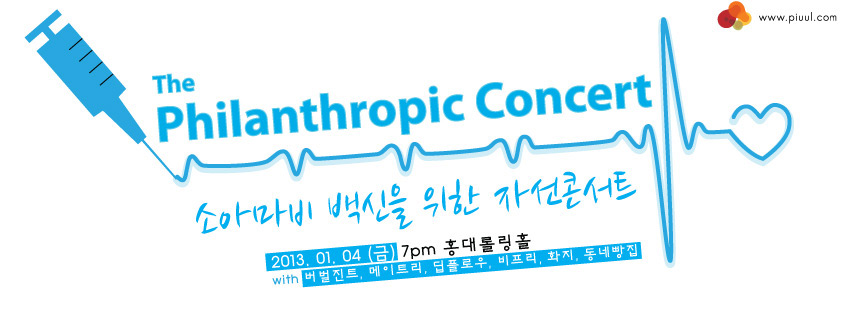 www.piuul.com
The
Philanthropic Concert
소아마비 백신을 위한 자선콘서트
2013. 01. 04 (금) 7pm 홍대롤링홀
with 버벌진트, 메이트리, 딥플로우, 비프리, 화지, 동네빵집